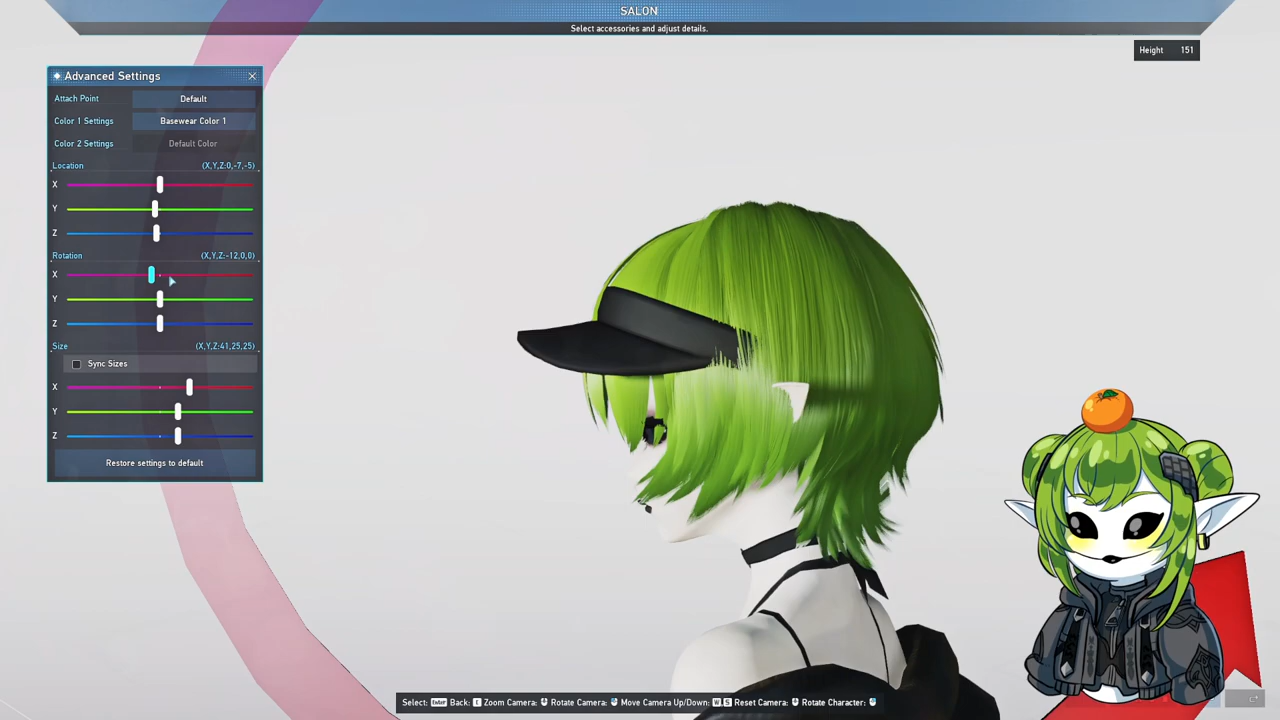 SALON
Select accessories and adjust details.
Height 151
Advanced Settings
Attach Point Default
Color 1 Settings Basewear Color 1
Color 2 Settings Default Color
Location (X,Y,Z:0,-7,-5)
X
Y
Z
Rotation (X,Y,Z:-12,0,0)
X
Y
Z
Size (X,Y,Z:41,25,25)
Sync Sizes
X
Y
Z
Restore settings to default
Select: Enter Back: E Zoom Camera: Rotate Camera: Move Camera Up/Down: W,S Reset Camera: Rotate Character: